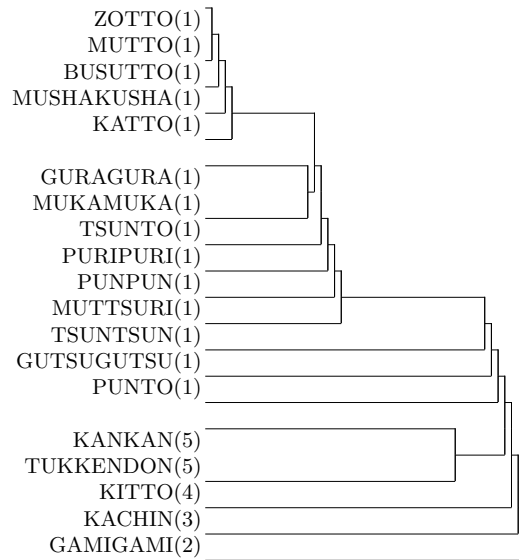 ZOTTO(1)
MUTTO(1)
BUSUTTO(1)
MUSHAKUSHA(1)
KATTO(1)
GURAGURA(1)
MUKAMUKA(1)
TSUNTO(1)
PURIPURI(1)
PUNPUN(1)
MUTTSURI(1)
TSUNTSUN(1)
GUTSUGUTSU(1)
PUNTO(1)
KANKAN(5)
TUKKENDON(5)
KITTO(4)
KACHIN(3)
GAMIGAMI(2)